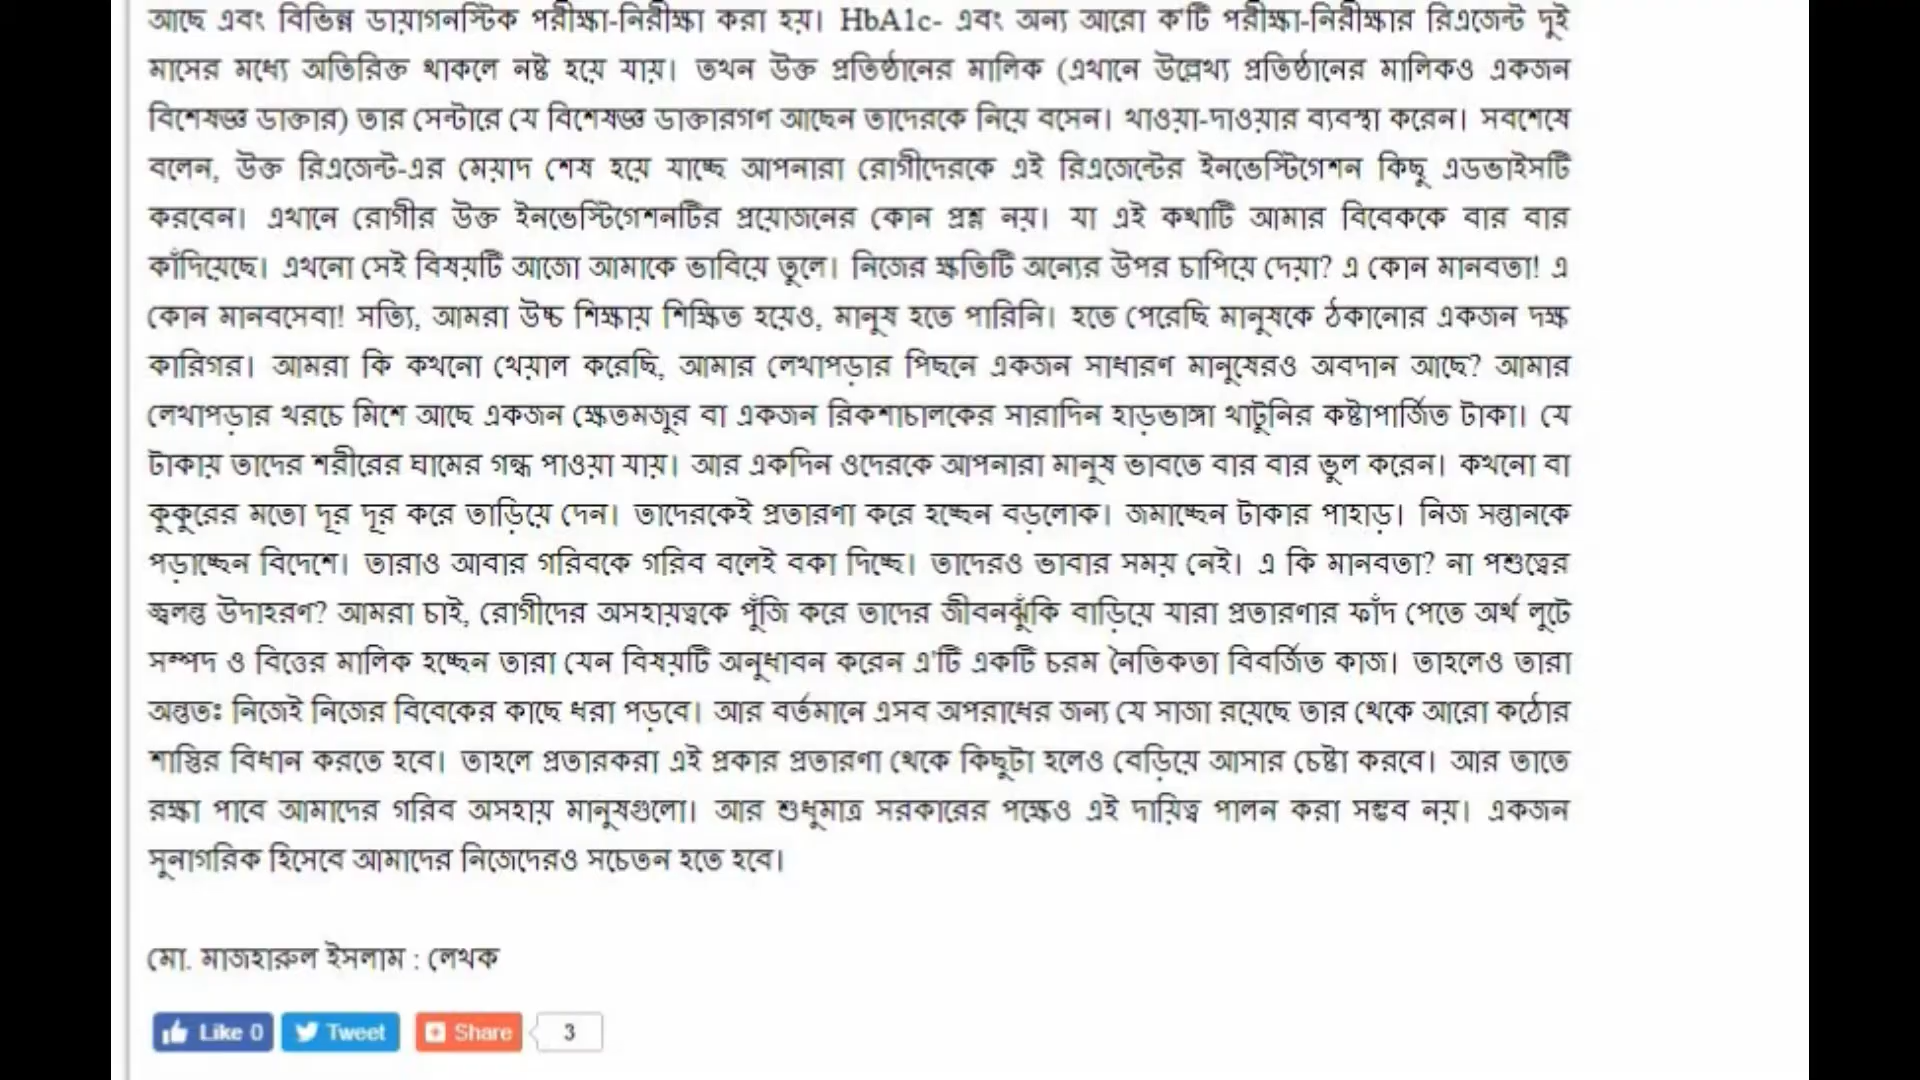 আছে এবং বিভিন্ন ডায়াগনস্টিক পরীক্ষা-নিরীক্ষা করা হয়। HbA1c- এবং অন্য আরো ক'টি পরীক্ষা-নিরীক্ষার রিএজেন্ট দুই
মাসের মধ্যে অতিরিক্ত থাকলে নষ্ট হয়ে যায়। তখন উক্ত প্রতিষ্ঠানের মালিক (এখানে উল্লেখ্য প্রতিষ্ঠানের মালিকও একজন
বিশেষজ্ঞ ডাক্তার) তার সেন্টারে যে বিশেষজ্ঞ ডাক্তারগণ আছেন তাদেরকে নিয়ে বসেন। খাওয়া-দাওয়ার ব্যবস্থা করেন। সবশেষে
বলেন, উক্ত রিএজেন্ট-এর মেয়াদ শেষ হয়ে যাচ্ছে আপনারা রোগীদেরকে এই রিএজেন্টের ইনভেস্টিগেশন কিছু এডভাইসটি
করবেন। এখানে রোগীর উক্ত ইনভেস্টিগেশনটির প্রয়োজনের কোন প্রশ্ন নয়। যা এই কথাটি আমার বিবেককে বার বার
কাঁদিয়েছে। এখনো সেই বিষয়টি আজো আমাকে ভাবিয়ে তুলে। নিজের ক্ষতিটি অন্যের উপর চাপিয়ে দেয়া? এ কোন মানবতা! এ
কোন মানবসেবা! সত্যি, আমরা উচ্চ শিক্ষায় শিক্ষিত হয়েও, মানুষ হতে পারিনি। হতে পেরেছি মানুষকে ঠকানোর একজন দক্ষ
কারিগর। আমরা কি কখনো খেয়াল করেছি, আমার লেখাপড়ার পিছনে একজন সাধারণ মানুষেরও অবদান আছে? আমার
লেখাপড়ার খরচে মিশে আছে একজন ক্ষেতমজুর বা একজন রিকশাচালকের সারাদিন হাড়ভাঙ্গা খাটুনির কষ্টাপার্জিত টাকা। যে
টাকায় তাদের শরীরের ঘামের গন্ধ পাওয়া যায়। আর একদিন ওদেরকে আপনারা মানুষ ভাবতে বার বার ভুল করেন। কখনো বা
কুকুরের মতো দূর দূর করে তাড়িয়ে দেন। তাদেরকেই প্রতারণা করে হচ্ছেন বড়লোক। জমাচ্ছেন টাকার পাহাড়। নিজ সন্তানকে
পড়াচ্ছেন বিদেশে। তারাও আবার গরিবকে গরিব বলেই বকা দিচ্ছে। তাদেরও ভাবার সময় নেই। এ কি মানবতা? না পশুত্বের
জ্বলন্ত উদাহরণ? আমরা চাই, রোগীদের অসহায়ত্বকে পুঁজি করে তাদের জীবনঝুঁকি বাড়িয়ে যারা প্রতারণার ফাঁদ পেতে অর্থ লুটে
সম্পদ ও বিত্তের মালিক হচ্ছেন তারা যেন বিষয়টি অনুধাবন করেন এ'টি একটি চরম নৈতিকতা বিবর্জিত কাজ। তাহলেও তারা
অন্ততঃ নিজেই নিজের বিবেকের কাছে ধরা পড়বে। আর বর্তমানে এসব অপরাধের জন্য যে সাজা রয়েছে তার থেকে আরো কঠোর
শাস্তির বিধান করতে হবে। তাহলে প্রতারকরা এই প্রকার প্রতারণা থেকে কিছুটা হলেও বেড়িয়ে আসার চেষ্টা করবে। আর তাতে
রক্ষা পাবে আমাদের গরিব অসহায় মানুষগুলো। আর শুধুমাত্র সরকারের পক্ষেও এই দায়িত্ব পালন করা সম্ভব নয়। একজন
সুনাগরিক হিসেবে আমাদের নিজেদেরও সচেতন হতে হবে।
মো. মাজহারুল ইসলাম : লেখক
Like 0 Tweet Share 3